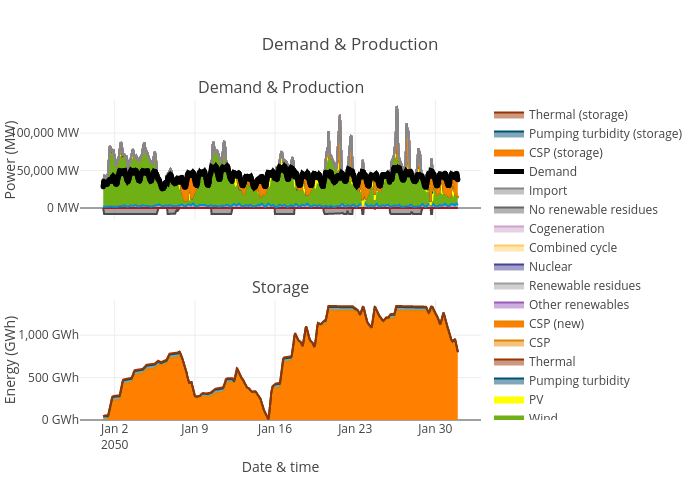 Demand & Production
Demand & Production
Power (MW)
100,000 MW
50,000 MW
0 MW
Storage
Energy (GWh)
1,000 GWh
500 GWh
0 GWh
Jan 2
2050
Jan 9
Jan 16
Jan 23
Jan 30
Date & time
Thermal (storage)
Pumping turbidity (storage)
CSP (storage)
Demand
Import
No renewable residues
Cogeneration
Combined cycle
Nuclear
Renewable residues
Other renewables
CSP (new)
CSP
Thermal
Pumping turbidity
PV
Wind